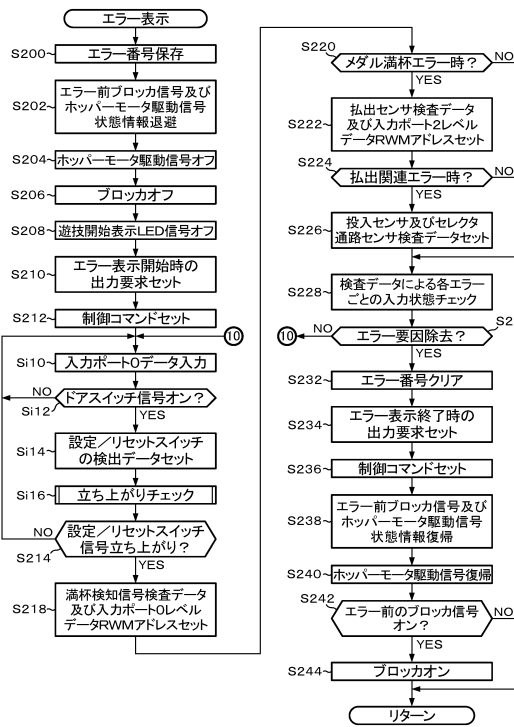 エラー表示
S200 エラー番号保存
S202 エラー前ブロッカ信号及び
ホッパーモータ駆動信号
状態情報退避
S204 ホッパーモータ駆動信号オフ
S206 ブロッカオフ
S208 遊技開始表示LED信号オフ
S210 エラー表示開始時の
出力要求セット
S212 制御コマンドセット
10
Si10 入力ポート0データ入力
NO ドアスイッチ信号オン?
Si12 YES
Si14 設定/リセットスイッチ
の検出データセット
Si16 立ち上がりチェック
NO 設定/リセットスイッチ
信号立ち上がり?
S214 YES
S218 満杯検知信号検査データ
及び入力ポート0レベル
データRWMアドレスセット
S220 メダル満杯エラー時? NO
YES
S222 払出センサ検査データ
及び入力ポート2レベル
データRWMアドレスセット
S224 払出関連エラー時? NO
YES
S226 投入センサ及びセレクタ
通路センサ検査データセット
S228 検査データによる各エラー
ごとの入力状態チェック
10 NO エラー要因除去? S2
YES
S232 エラー番号クリア
S234 エラー表示終了時の
出力要求セット
S236 制御コマンドセット
S238 エラー前ブロッカ信号及び
ホッパーモータ駆動信号
状態情報復帰
S240 ホッパーモータ駆動信号復帰
S242 エラー前のブロッカ信号 NO
オン?
YES
S244 ブロッカオン
リターン